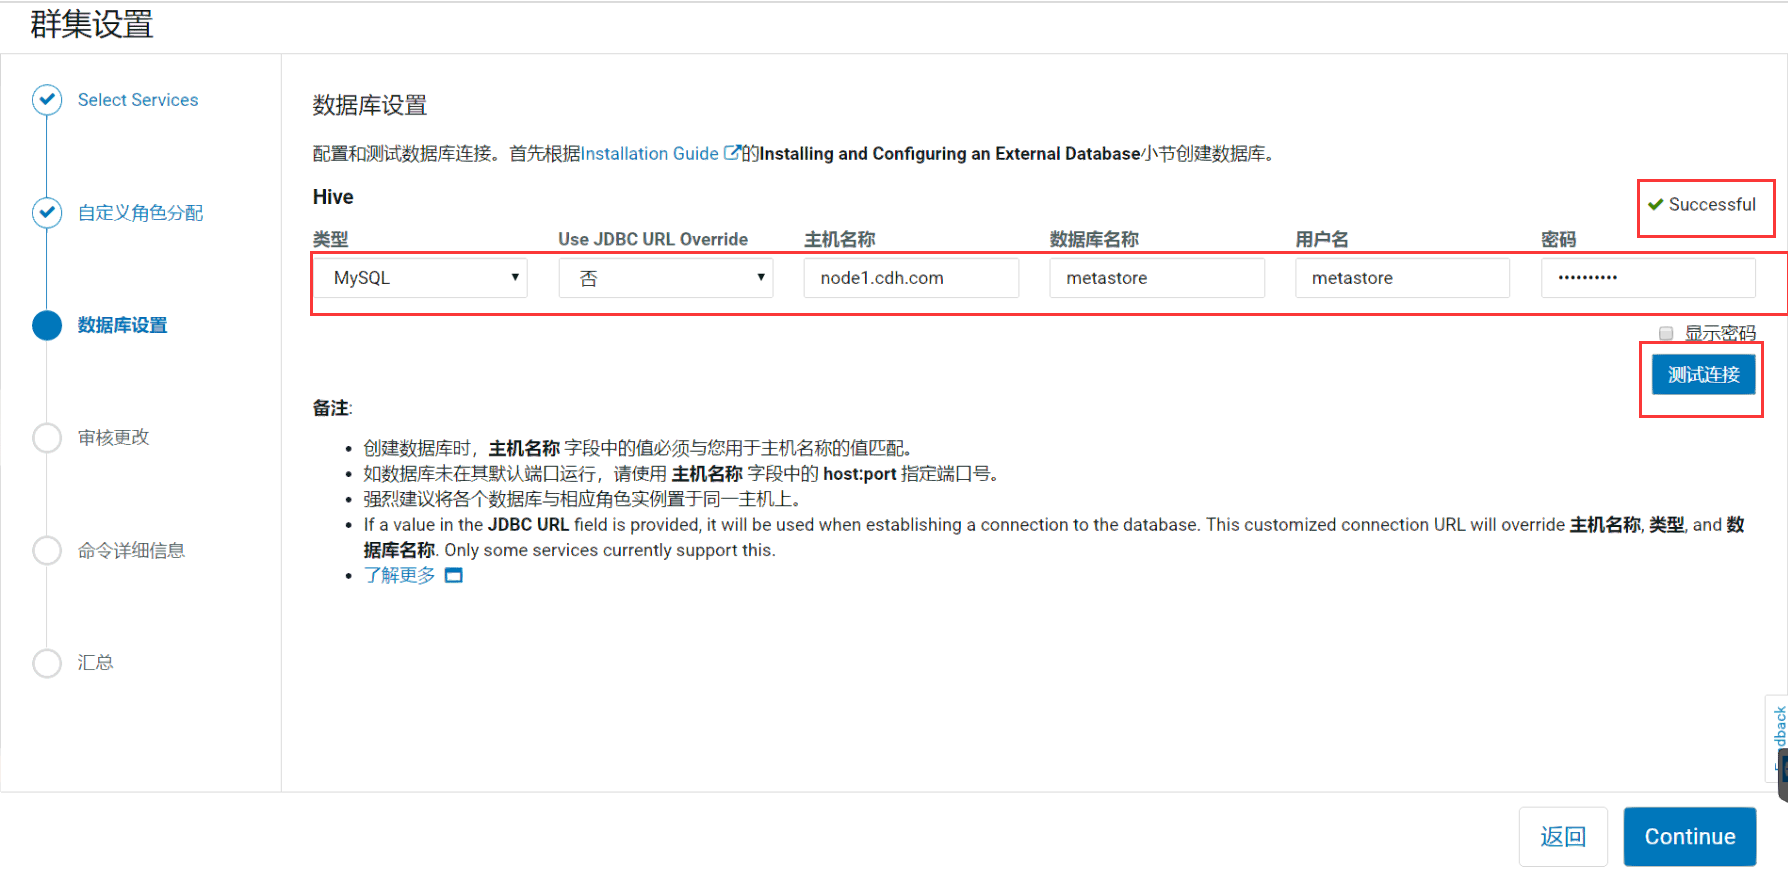 群集设置
Select Services
自定义角色分配
数据库设置
审核更改
命令详细信息
汇总
数据库设置
配置和测试数据库连接。首先根据Installation Guide 的Installing and Configuring an External Database小节创建数据库。
Hive
Successful
类型 Use JDBC URL Override 主机名称 数据库名称 用户名 密码
MySQL 否 node1.cdh.com metastore metastore ••••••••••
显示密码
测试连接
备注:
• 创建数据库时，主机名称 字段中的值必须与您用于主机名称的值匹配。
• 如数据库未在其默认端口运行，请使用 主机名称 字段中的 host:port 指定端口号。
• 强烈建议将各个数据库与相应角色实例置于同一主机上。
• If a value in the JDBC URL field is provided, it will be used when establishing a connection to the database. This customized connection URL will override 主机名称, 类型, and 数
据库名称. Only some services currently support this.
• 了解更多
dback
返回 Continue